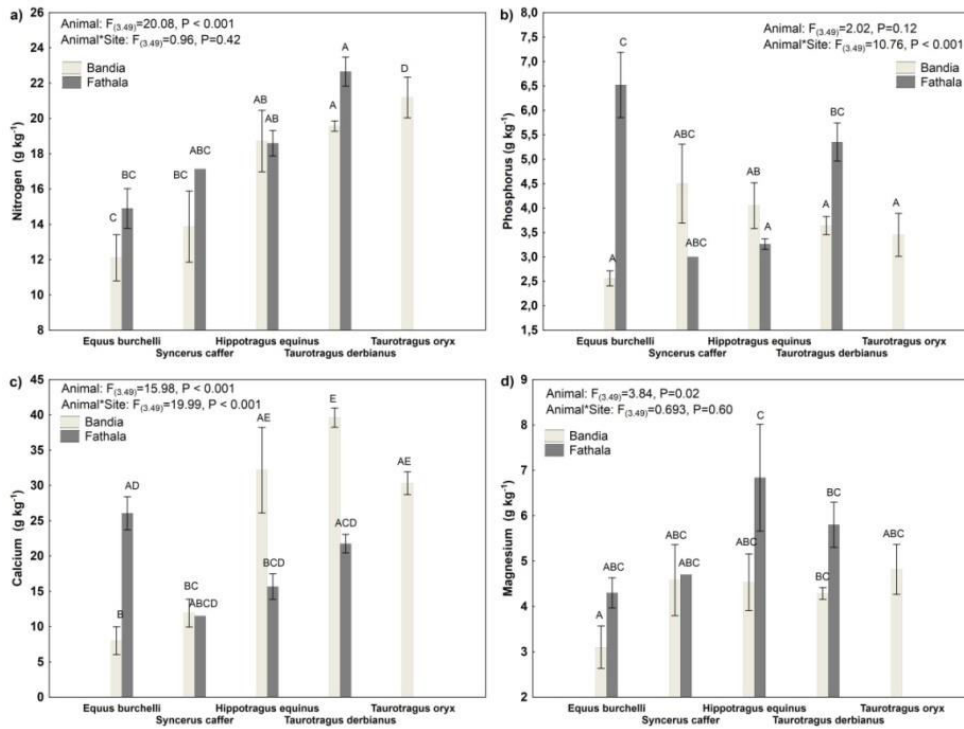 a)
Animal: F(3.49)=20.08, P < 0.001
Animal*Site: F(3.49)=0.96, P=0.42
Bandia
Fathala
Nitrogen (g kg-1)
26
24
22
20
18
16
14
12
10
8
C
BC
BC
ABC
AB
AB
A
A
D
Equus burchelli
Syncerus caffer
Hippotragus equinus
Taurotragus derbianus
Taurotragus oryx
b)
Animal: F(3.49)=2.02, P=0.12
Animal*Site: F(3.49)=10.76, P < 0.001
Bandia
Fathala
Phosphorus (g kg-1)
7,5
7,0
6,5
6,0
5,5
5,0
4,5
4,0
3,5
3,0
2,5
2,0
1,5
A
C
ABC
ABC
AB
A
A
BC
A
Equus burchelli
Syncerus caffer
Hippotragus equinus
Taurotragus derbianus
Taurotragus oryx
c)
Animal: F(3.49)=15.98, P < 0.001
Animal*Site: F(3.49)=19.99, P < 0.001
Bandia
Fathala
Calcium (g kg-1)
45
40
35
30
25
20
15
10
5
0
B
AD
BC
ABCD
AE
BCD
E
ACD
AE
Equus burchelli
Syncerus caffer
Hippotragus equinus
Taurotragus derbianus
Taurotragus oryx
d)
Animal: F(3.49)=3.84, P=0.02
Animal*Site: F(3.49)=0.693, P=0.60
Bandia
Fathala
Magnesium (g kg-1)
9
8
7
6
5
4
3
2
A
ABC
ABC
ABC
ABC
C
BC
BC
ABC
Equus burchelli
Syncerus caffer
Hippotragus equinus
Taurotragus derbianus
Taurotragus oryx